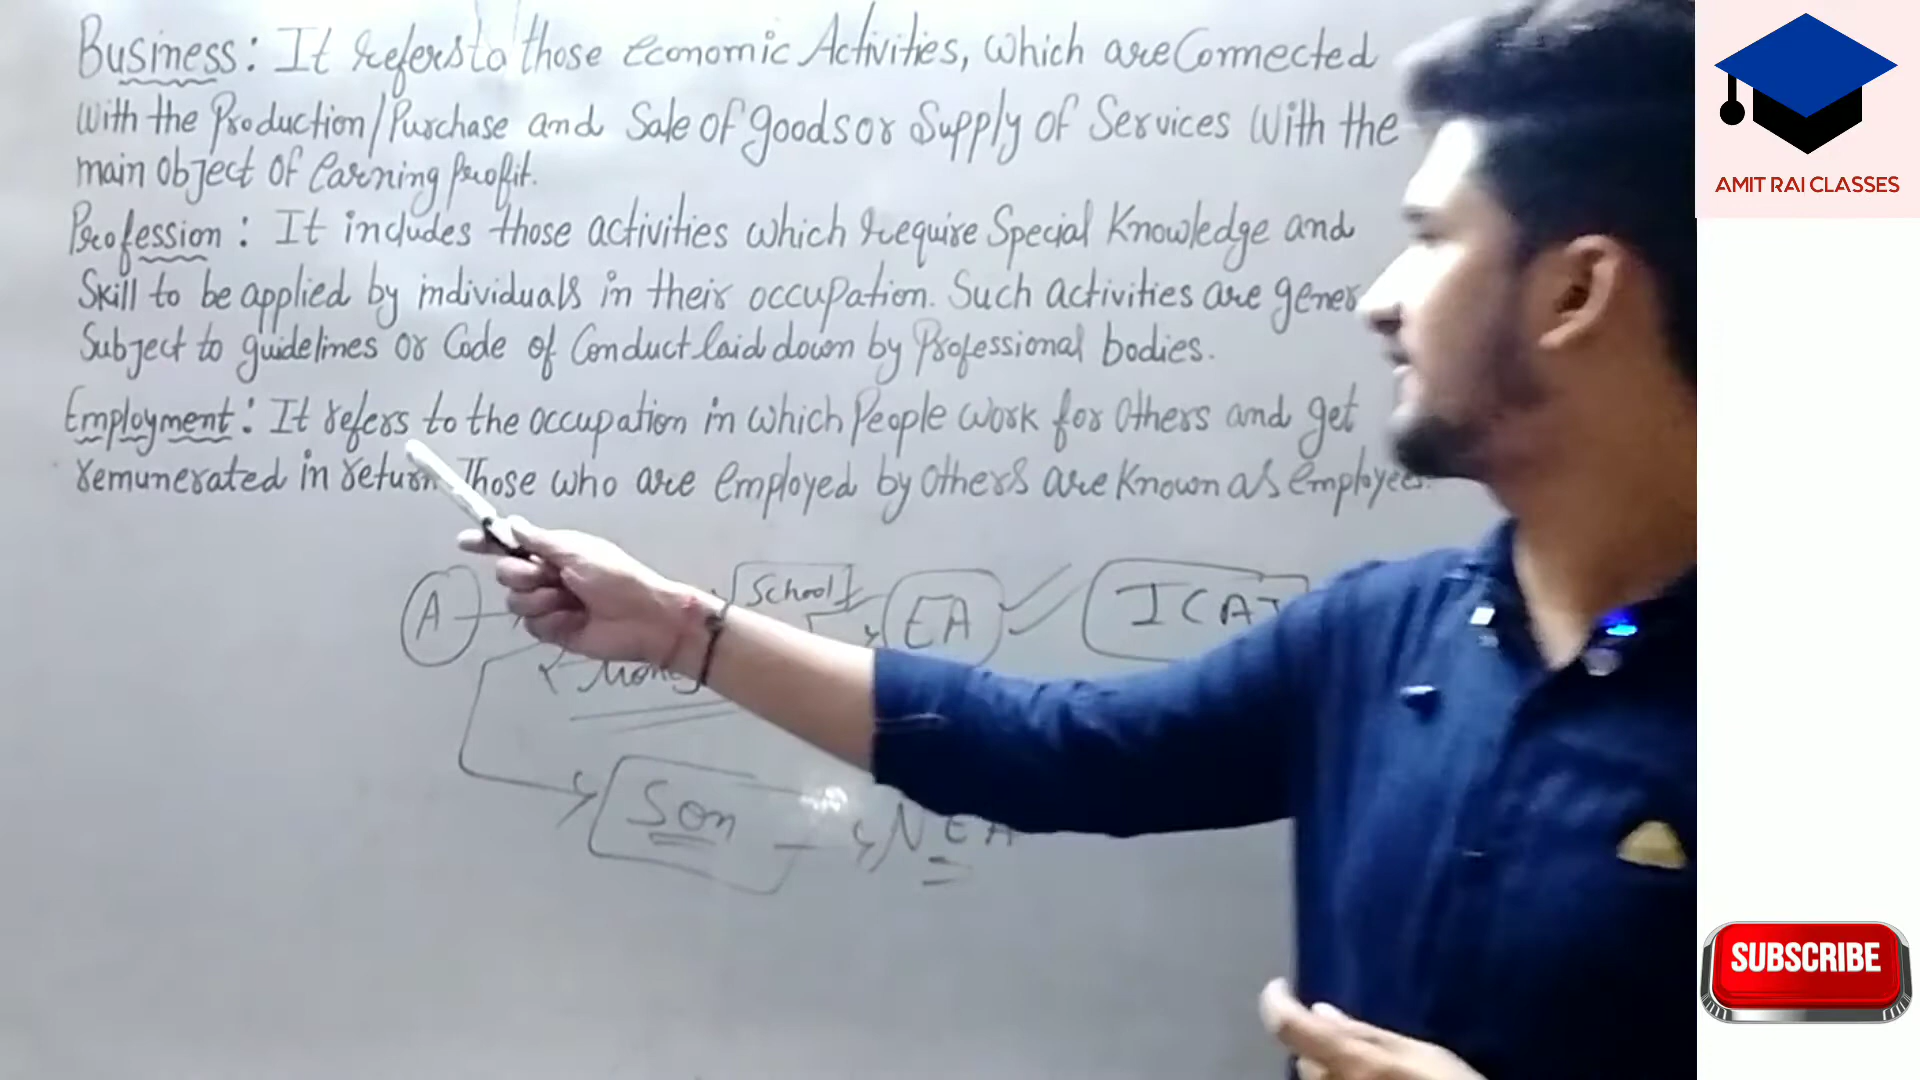 Business: It refers to those economic Activities, which are Connected
with the Production/Purchase and Sale of goods or Supply of Services with the
main object of earning profit.
Profession: It includes those activities which require Special Knowledge and
Skill to be applied by individuals in their occupation. Such activities are gener
Subject to guidelines or Code of Conduct laid down by Professional bodies.
Employment: It refers to the occupation in which People work for others and get
remunerated in return Those who are employed by others are Known as employees.
A
School
EA
ICAI
Money
Son
NEA
AMIT RAI CLASSES
SUBSCRIBE